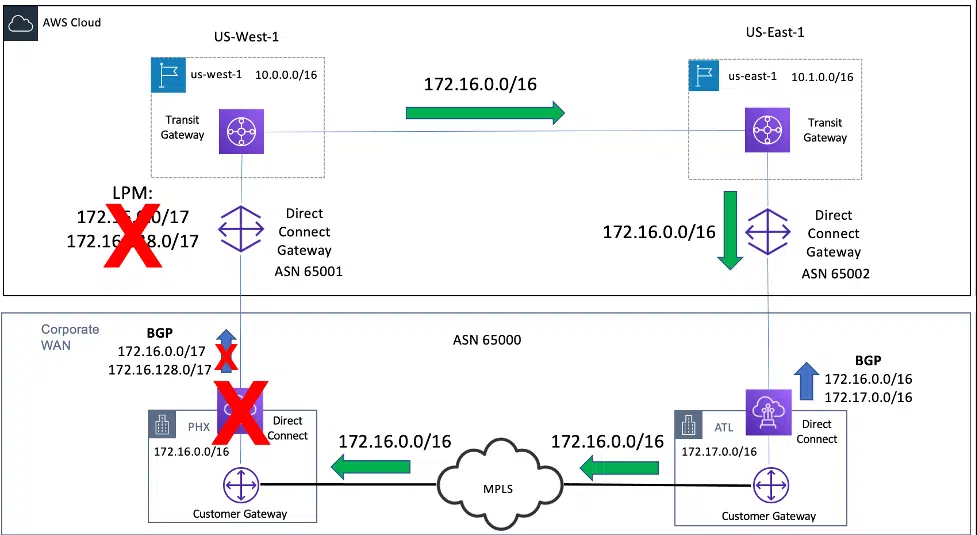 AWS Cloud
US-West-1
US-East-1
us-west-1 10.0.0.0/16
172.16.0.0/16
us-east-1 10.1.0.0/16
Transit
Gateway
Transit
Gateway
LPM:
172.16.0.0/17
172.16.128.0/17
Direct
Connect
Gateway
ASN 65001
172.16.0.0/16
Direct
Connect
Gateway
ASN 65002
Corporate
WAN
BGP
172.16.0.0/17
172.16.128.0/17
ASN 65000
BGP
172.16.0.0/16
172.17.0.0/16
PHX
Direct
Connect
172.16.0.0/16
Customer Gateway
172.16.0.0/16
MPLS
172.16.0.0/16
ATL
Direct
Connect
172.17.0.0/16
Customer Gateway